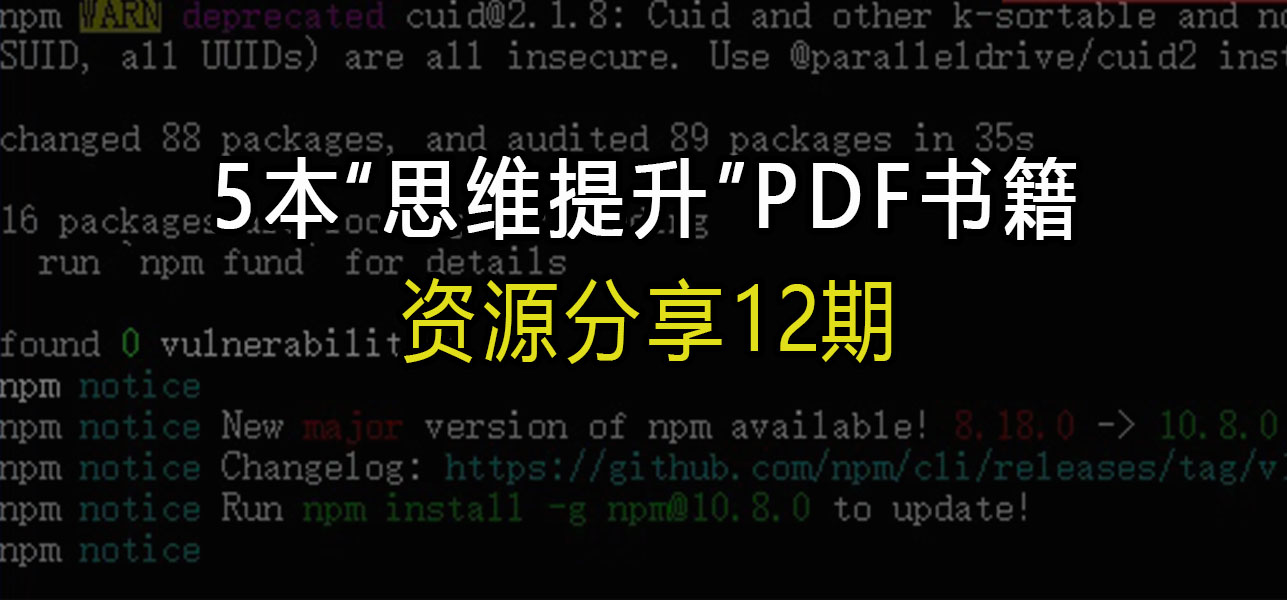 npm WARN deprecated cuid@2.1.8: Cuid and other k-sortable and
SUID, all UUIDs) are all insecure. Use @paralleldrive/cuid2
changed 88 packages, and audited 89 packages in 35s
5本“思维提升”PDF书籍
16 packages
run `npm fund` for details
资源分享12期
found 0 vulnerabilit
npm notice
npm notice New major version of npm available! 8.18.0 -> 10.8.0
npm notice Changelog: https://github.com/npm/cli/releases/tag/v
npm notice Run npm install -g npm@10.8.0 to update!
npm notice